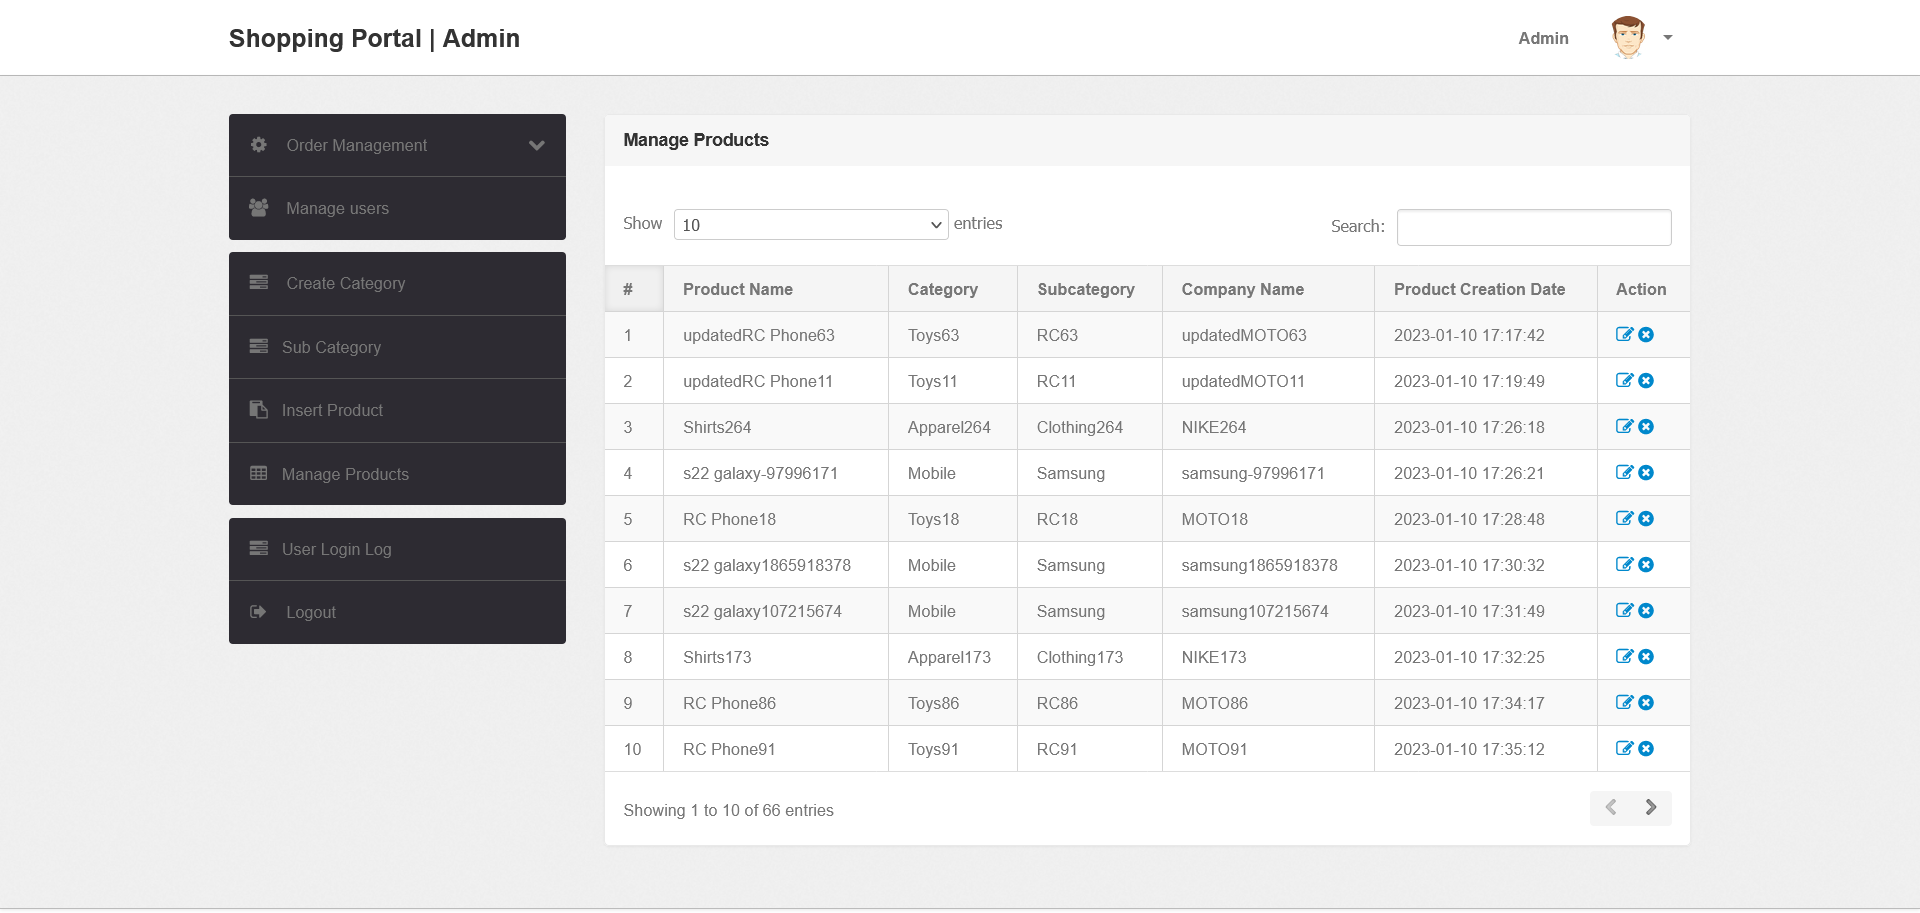 Shopping Portal | Admin
Admin
Order Management
Manage users
Create Category
Sub Category
Insert Product
Manage Products
User Login Log
Logout
Manage Products
Show 10 entries
Search:
# Product Name Category Subcategory Company Name Product Creation Date Action
1 updatedRC Phone63 Toys63 RC63 updatedMOTO63 2023-01-10 17:17:42
2 updatedRC Phone11 Toys11 RC11 updatedMOTO11 2023-01-10 17:19:49
3 Shirts264 Apparel264 Clothing264 NIKE264 2023-01-10 17:26:18
4 s22 galaxy-97996171 Mobile Samsung samsung-97996171 2023-01-10 17:26:21
5 RC Phone18 Toys18 RC18 MOTO18 2023-01-10 17:28:48
6 s22 galaxy1865918378 Mobile Samsung samsung1865918378 2023-01-10 17:30:32
7 s22 galaxy107215674 Mobile Samsung samsung107215674 2023-01-10 17:31:49
8 Shirts173 Apparel173 Clothing173 NIKE173 2023-01-10 17:32:25
9 RC Phone86 Toys86 RC86 MOTO86 2023-01-10 17:34:17
10 RC Phone91 Toys91 RC91 MOTO91 2023-01-10 17:35:12
Showing 1 to 10 of 66 entries